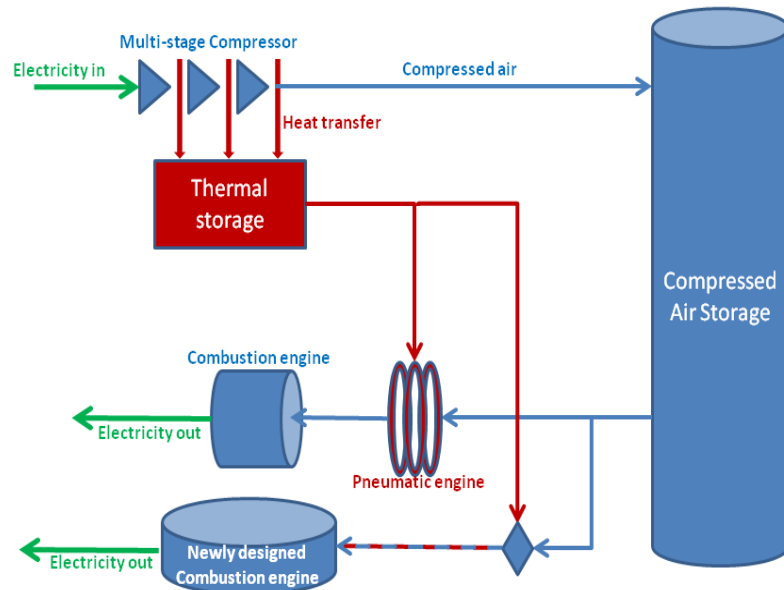 Multi-stage Compressor
Electricity in
Compressed air
Heat transfer
Thermal
storage
Compressed
Air Storage
Combustion engine
Electricity out
Pneumatic engine
Newly designed
Combustion engine
Electricity out